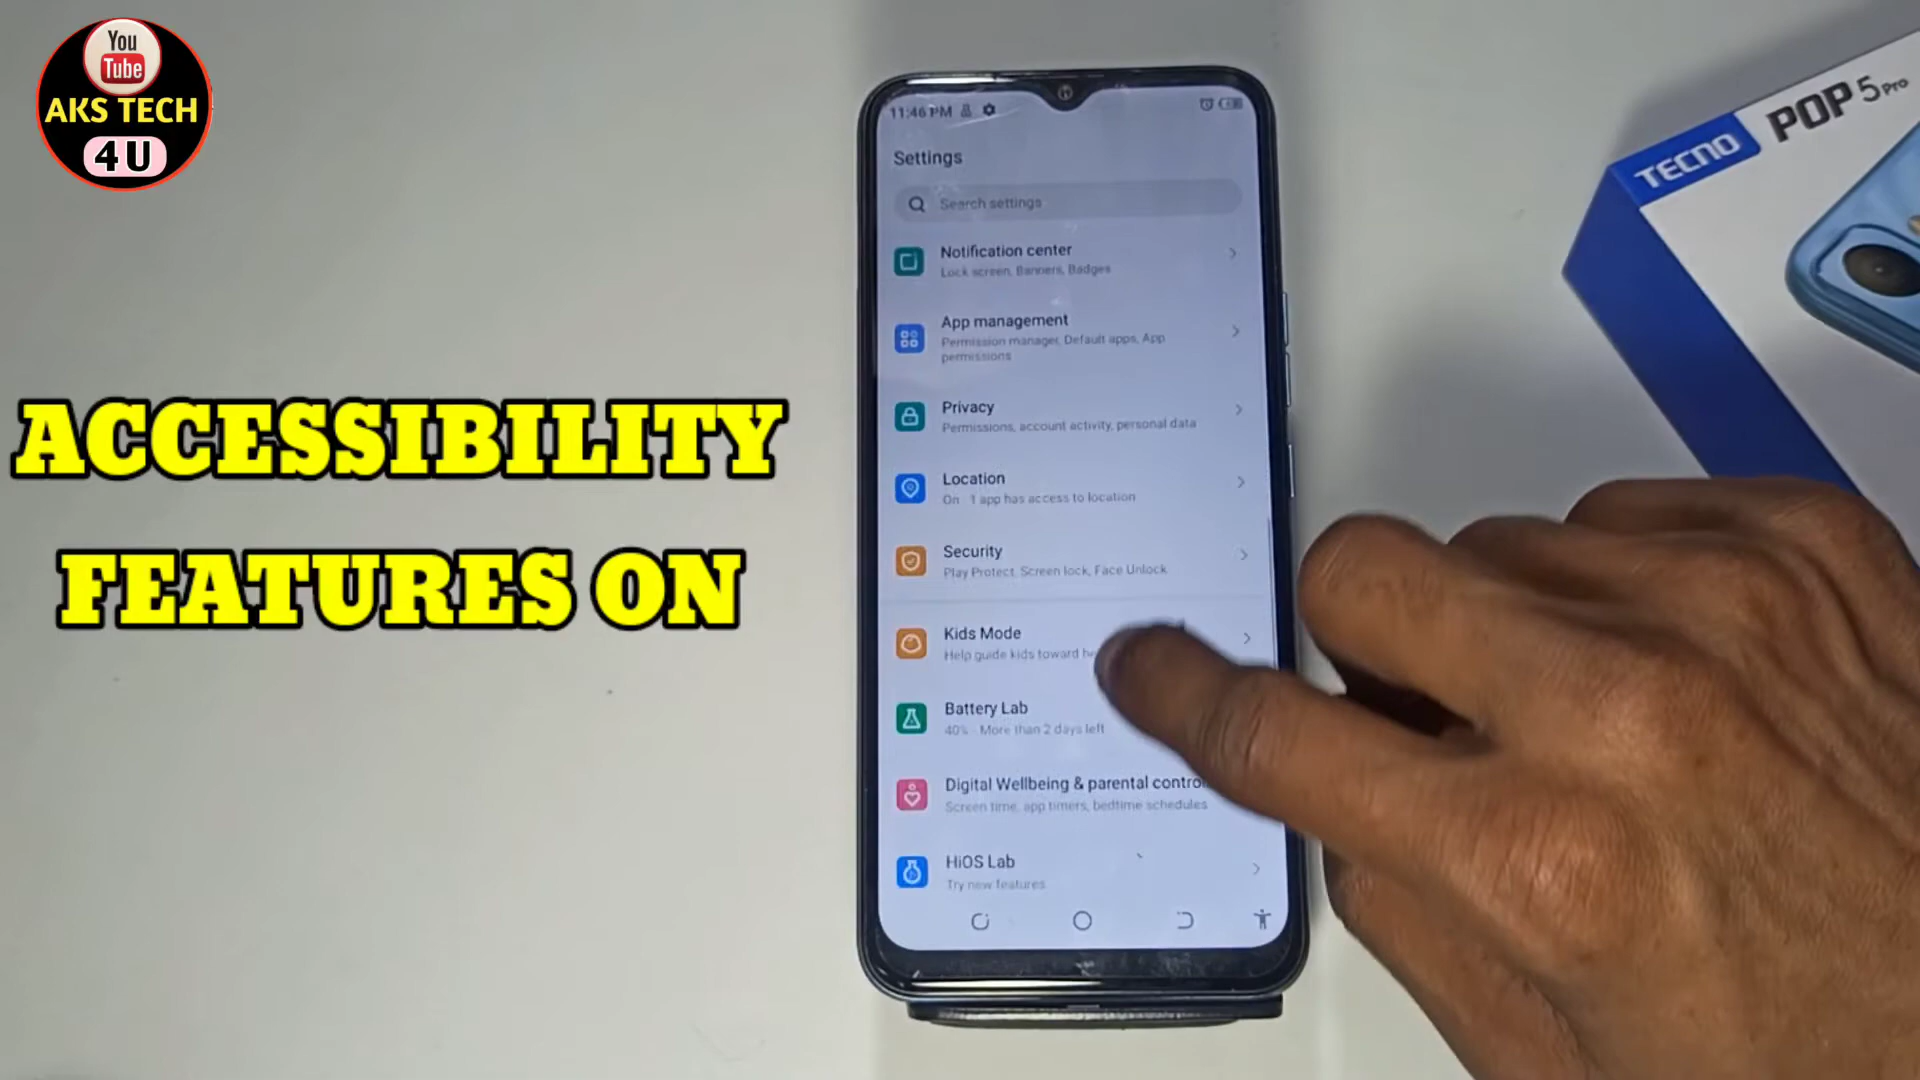 You
Tube
AKS TECH
4 U
ACCESSIBILITY
FEATURES ON
11:46 PM
Settings
Search settings
Notification center
Lock screen, Banners, Badges
App management
Permission manager, Default apps, App
permissions
Privacy
Permissions, account activity, personal data
Location
On · 1 app has access to location
Security
Play Protect, Screen lock, Face Unlock
Kids Mode
Help guide kids toward
Battery Lab
40% - More than 2 days left
Digital Wellbeing & parental
Screen time, app timers, bedtime schedules
HiOS Lab
Try new features
TECNO POP 5 Pro